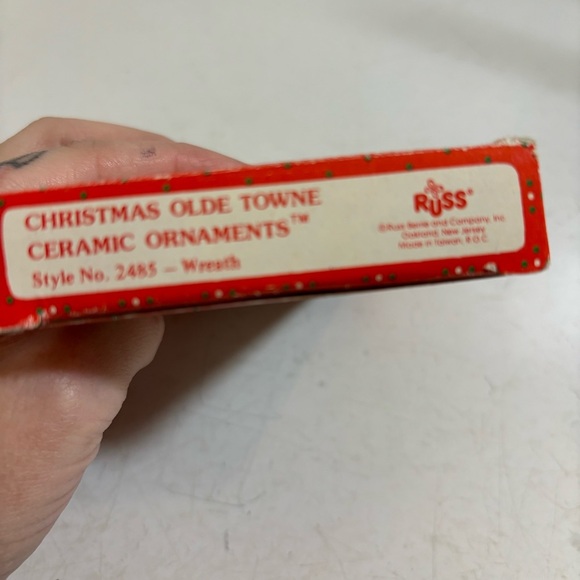 CHRISTMAS OLDE TOWNE
CERAMIC ORNAMENTS™
Style No. 2485 – Wreath
RUSS®
©Russ Berrie and Company, Inc.
Oakland, New Jersey
Made in Taiwan, R.O.C.